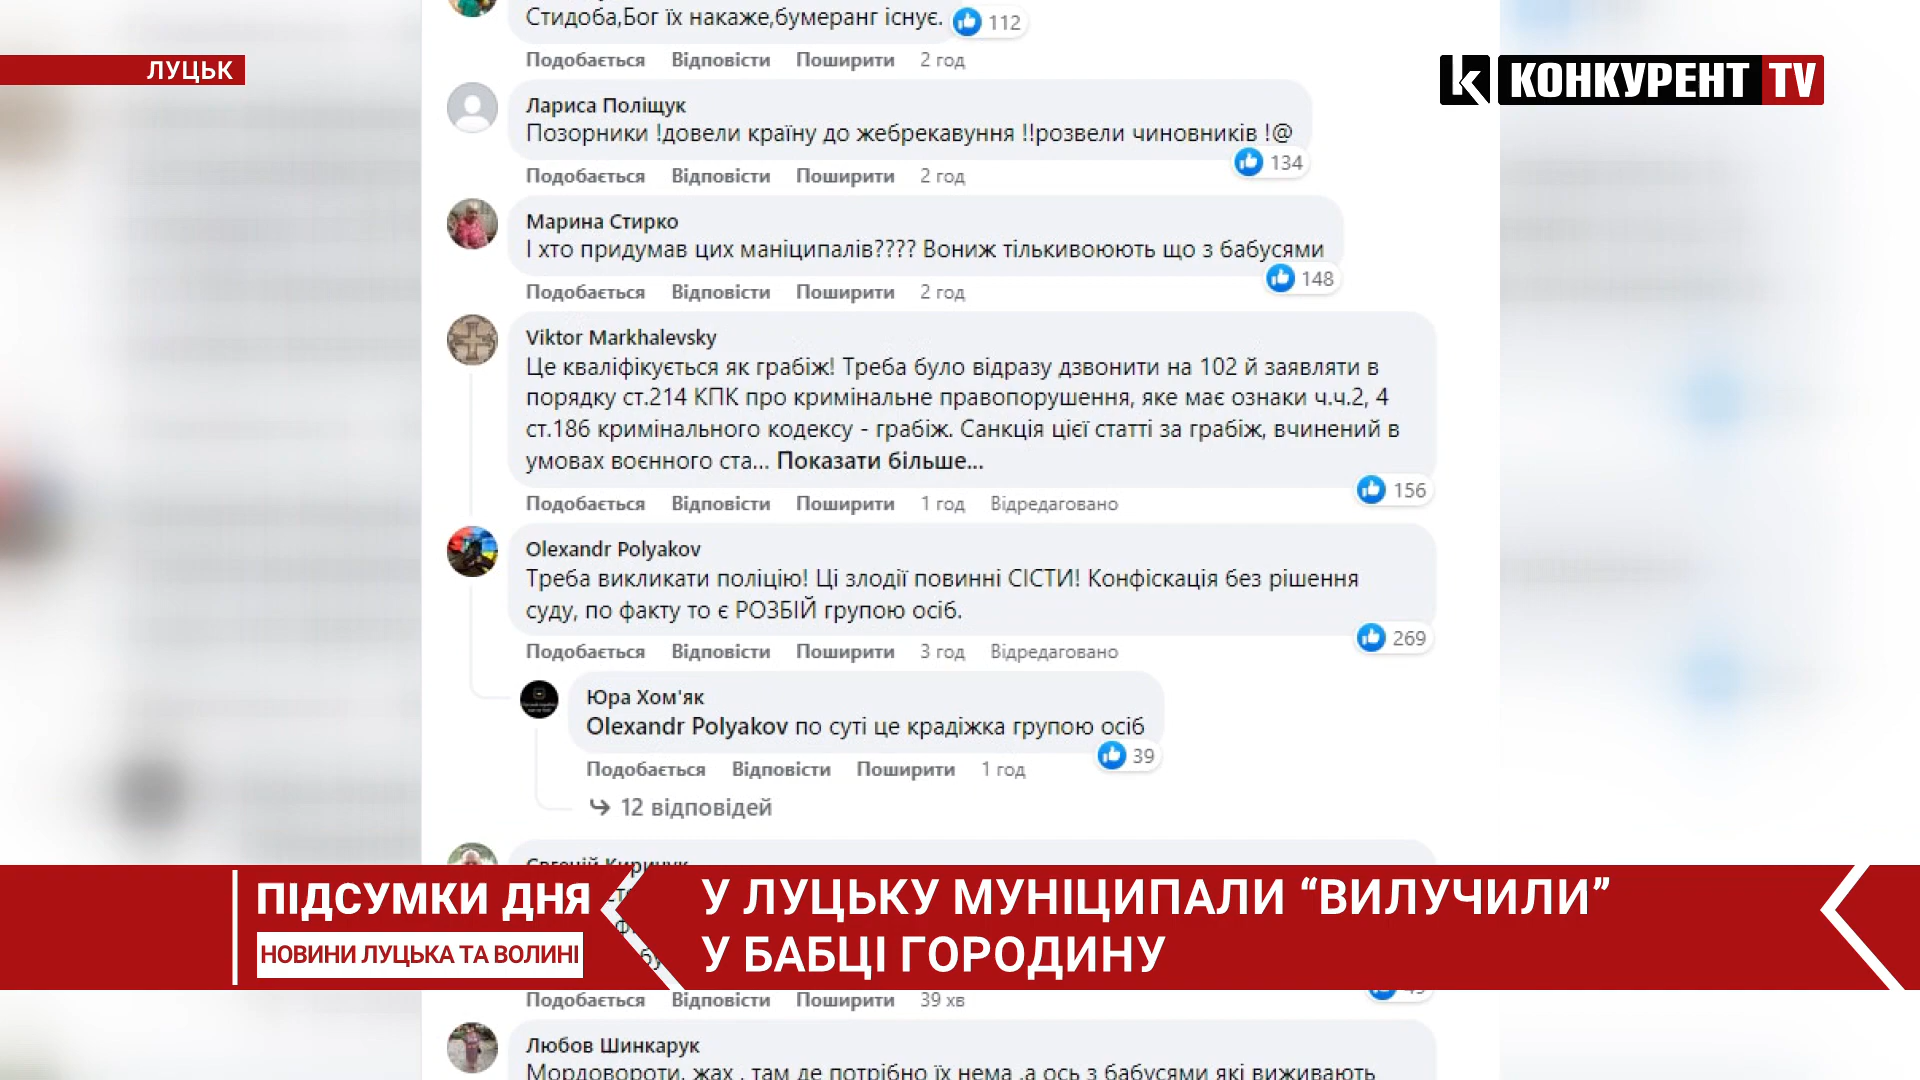 Стидоба,Бог їх накаже,бумеранг існує.
112
Подобається Відповісти Поширити 2 год
ЛУЦЬК
КОНКУРЕНТ TV
Лариса Поліщук
Позорники !довели країну до жебрекавуння !!розвели чиновників !@
134
Подобається Відповісти Поширити 2 год
Марина Стирко
І хто придумав цих маніципалів???? Вониж тількивоюють що з бабусями
148
Подобається Відповісти Поширити 2 год
Viktor Markhalevsky
Це кваліфікується як грабіж! Треба було відразу дзвонити на 102 й заявляти в
порядку ст.214 КПК про кримінальне правопорушення, яке має ознаки ч.ч.2, 4
ст.186 кримінального кодексу - грабіж. Санкція цієї статті за грабіж, вчинений в
умовах воєнного ста... Показати більше...
156
Подобається Відповісти Поширити 1 год Відредаговано
Olexandr Polyakov
Треба викликати поліцію! Ці злодії повинні СІСТИ! Конфіскація без рішення
суду, по факту то є РОЗБІЙ групою осіб.
269
Подобається Відповісти Поширити 3 год Відредаговано
Юра Хом'як
Olexandr Polyakov по суті це крадіжка групою осіб
39
Подобається Відповісти Поширити 1 год
12 відповідей
ПІДСУМКИ ДНЯ
НОВИНИ ЛУЦЬКА ТА ВОЛИНІ
У ЛУЦЬКУ МУНІЦИПАЛИ “ВИЛУЧИЛИ”
У БАБЦІ ГОРОДИНУ
Подобається Відповісти Поширити 39 хв
Любов Шинкарук
Мордовороти, жах , там де потрібно їх нема ,а ось з бабусями які виживають